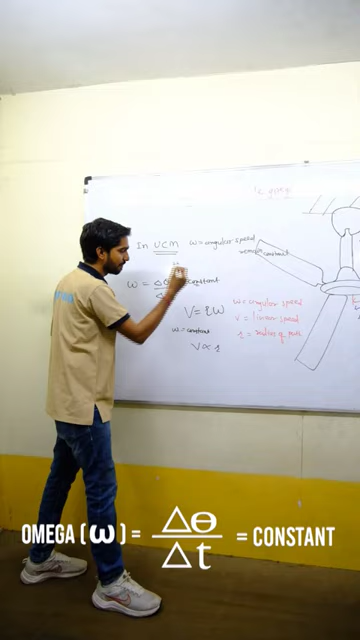 In UCM
ω = angular speed
remain constant
ω = Δθ
constant
V = rω
ω = constant
V ∝ r
ω = angular speed
v = linear speed
r = radius of path
OMEGA (ω) = Δθ / Δt = CONSTANT